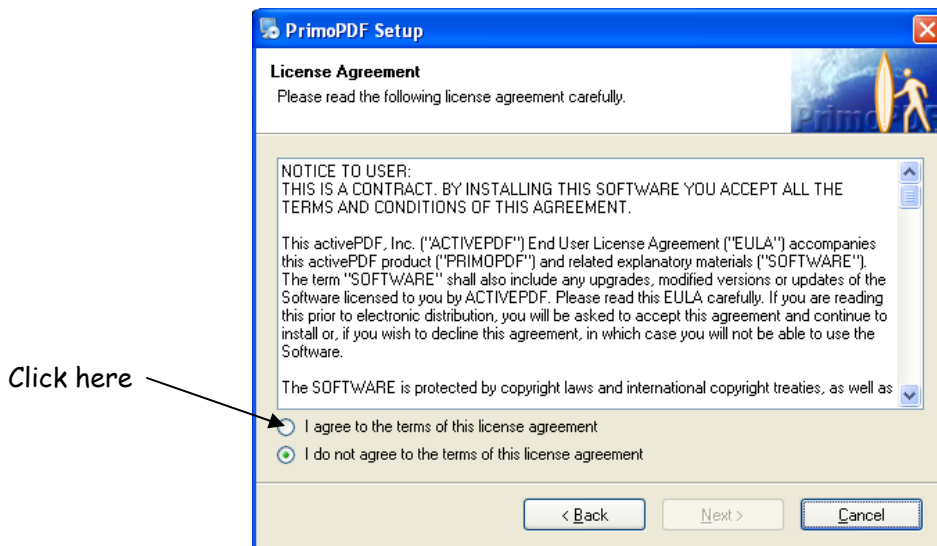 PrimoPDF Setup
License Agreement
Please read the following license agreement carefully.
PrimoPDF
NOTICE TO USER:
THIS IS A CONTRACT. BY INSTALLING THIS SOFTWARE YOU ACCEPT ALL THE
TERMS AND CONDITIONS OF THIS AGREEMENT.
This activePDF, Inc. ("ACTIVEPDF") End User License Agreement ("EULA") accompanies
this activePDF product ("PRIMOPDF") and related explanatory materials ("SOFTWARE").
The term "SOFTWARE" shall also include any upgrades, modified versions or updates of the
Software licensed to you by ACTIVEPDF. Please read this EULA carefully. If you are reading
this prior to electronic distribution, you will be asked to accept this agreement and continue to
install or, if you wish to decline this agreement, in which case you will not be able to use the
Software.
The SOFTWARE is protected by copyright laws and international copyright treaties, as well as
Click here
I agree to the terms of this license agreement
I do not agree to the terms of this license agreement
< Back
Next >
Cancel